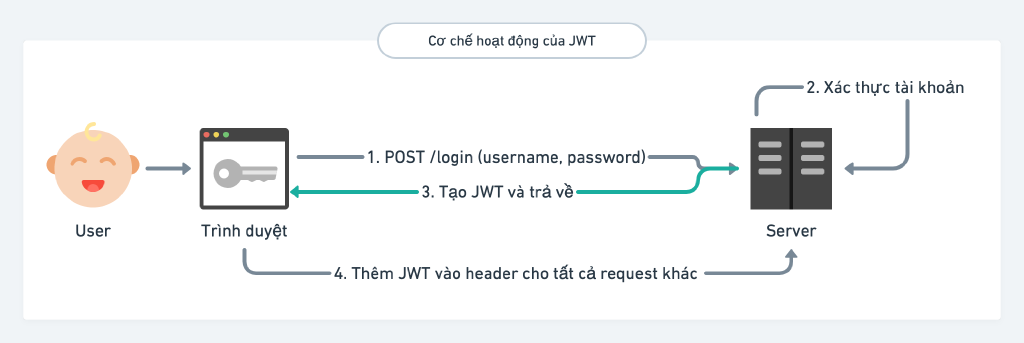 Cơ chế hoạt động của JWT
2. Xác thực tài khoản
1. POST /login (username, password)
3. Tạo JWT và trả về
User
Trình duyệt
Server
4. Thêm JWT vào header cho tất cả request khác